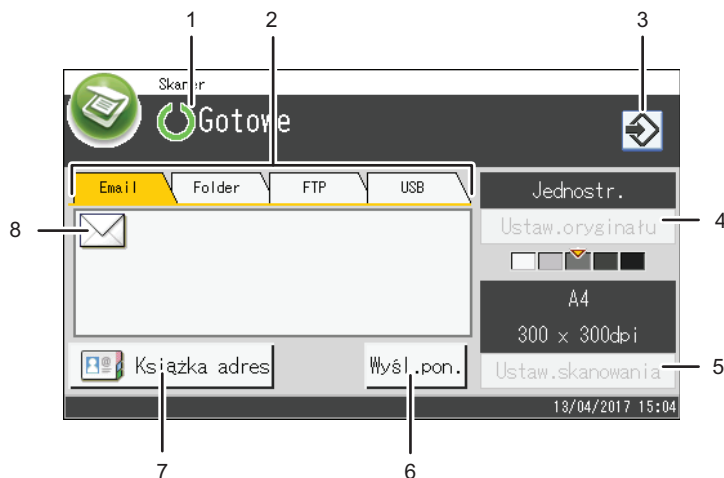 1 2 3
Skaner
Gotowe
Email Folder FTP USB
Jednostr.
Ustaw.oryginału
8 4
A4
300 x 300dpi
Książka adres Wyśl.pon. Ustaw.skanowania 5
13/04/2017 15:04
7 6